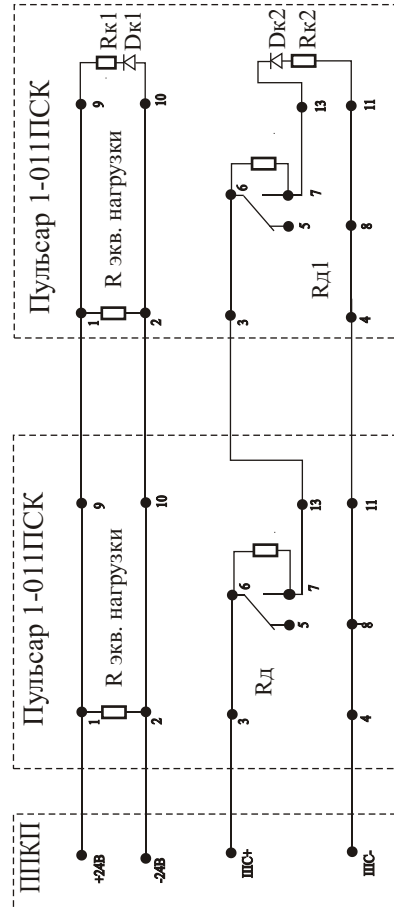 ППКП
+24В
-24В
ШС+
ШС-
Пульсар 1-011ПСК
1
9
R экв. нагрузки
2
10
3
6
5
7
13
Rд
4
8
11
Пульсар 1-011ПСК
1
9
Rк1
R экв. нагрузки
Dк1
2
10
3
6
5
7
13
Dк2
Rк2
Rд1
4
8
11